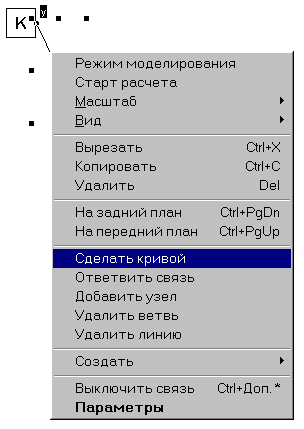 K
y
Режим моделирования
Старт расчета
Масштаб
Вид
Вырезать Ctrl+X
Копировать Ctrl+C
Удалить Del
На задний план Ctrl+PgDn
На передний план Ctrl+PgUp
Сделать кривой
Ответвить связь
Добавить узел
Удалить ветвь
Удалить линию
Создать
Выключить связь Ctrl+Доп. *
Параметры